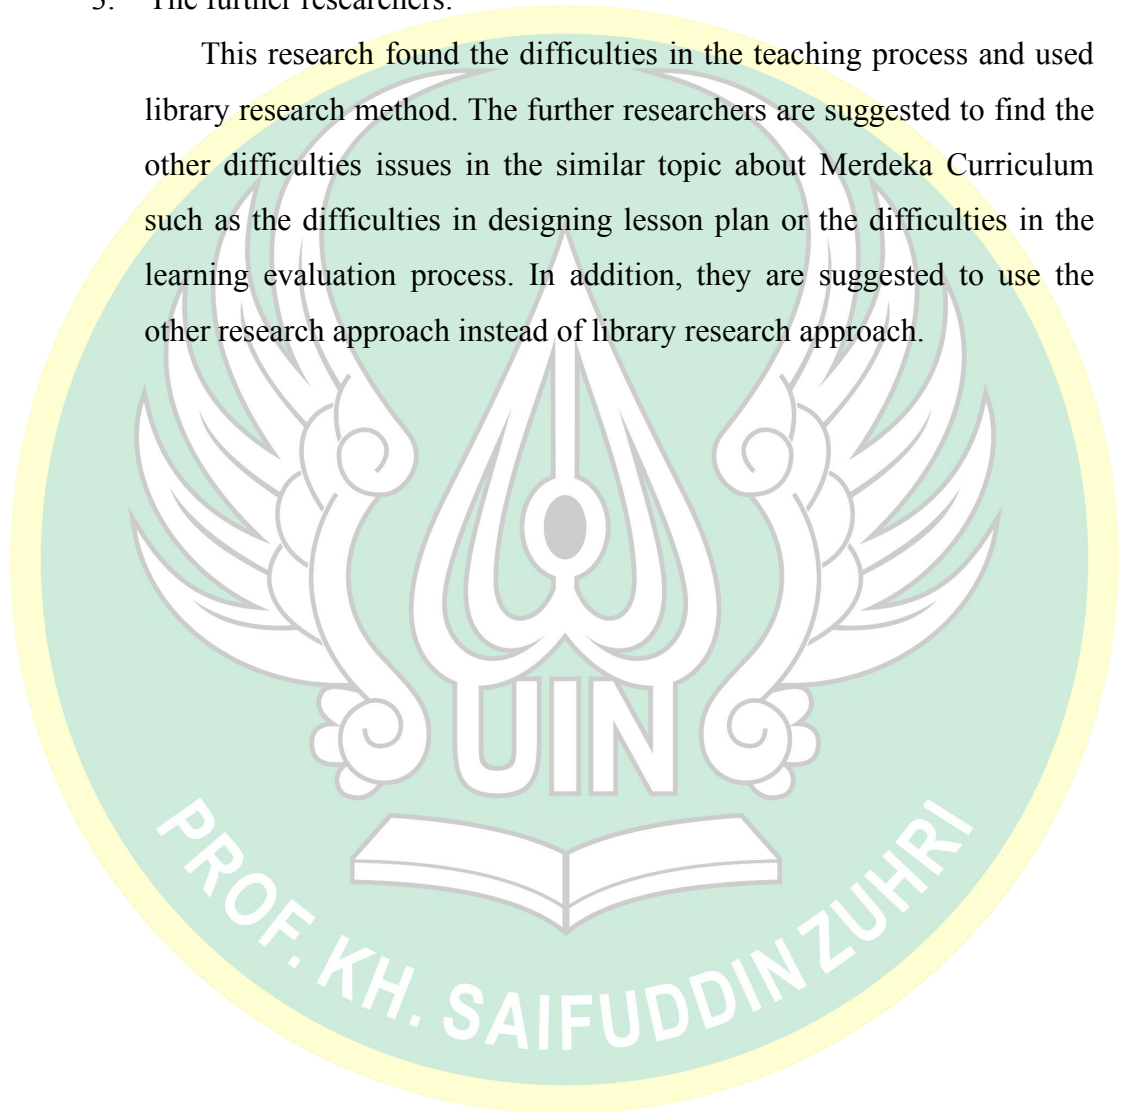 3. The further researchers.
This research found the difficulties in the teaching process and used
library research method. The further researchers are suggested to find the
other difficulties issues in the similar topic about Merdeka Curriculum
such as the difficulties in designing lesson plan or the difficulties in the
learning evaluation process. In addition, they are suggested to use the
other research approach instead of library research approach.
UIN
PROF. KH. SAIFUDDIN ZUHRI